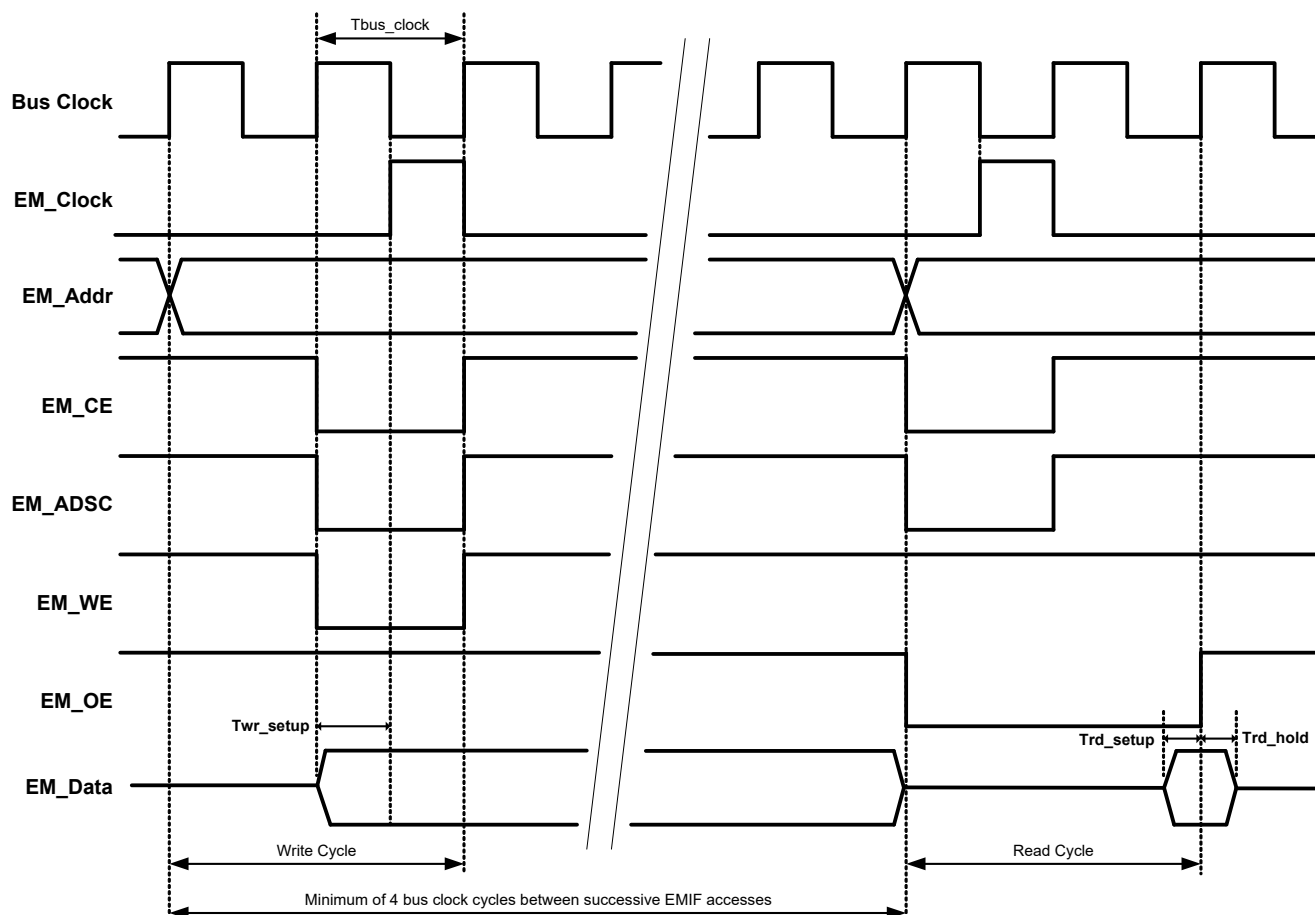 Tbus_clock
Bus Clock
EM_Clock
EM_Addr
EM_CE
EM_ADSC
EM_WE
EM_OE
Twr_setup
Trd_setup
Trd_hold
EM_Data
Write Cycle
Read Cycle
Minimum of 4 bus clock cycles between successive EMIF accesses